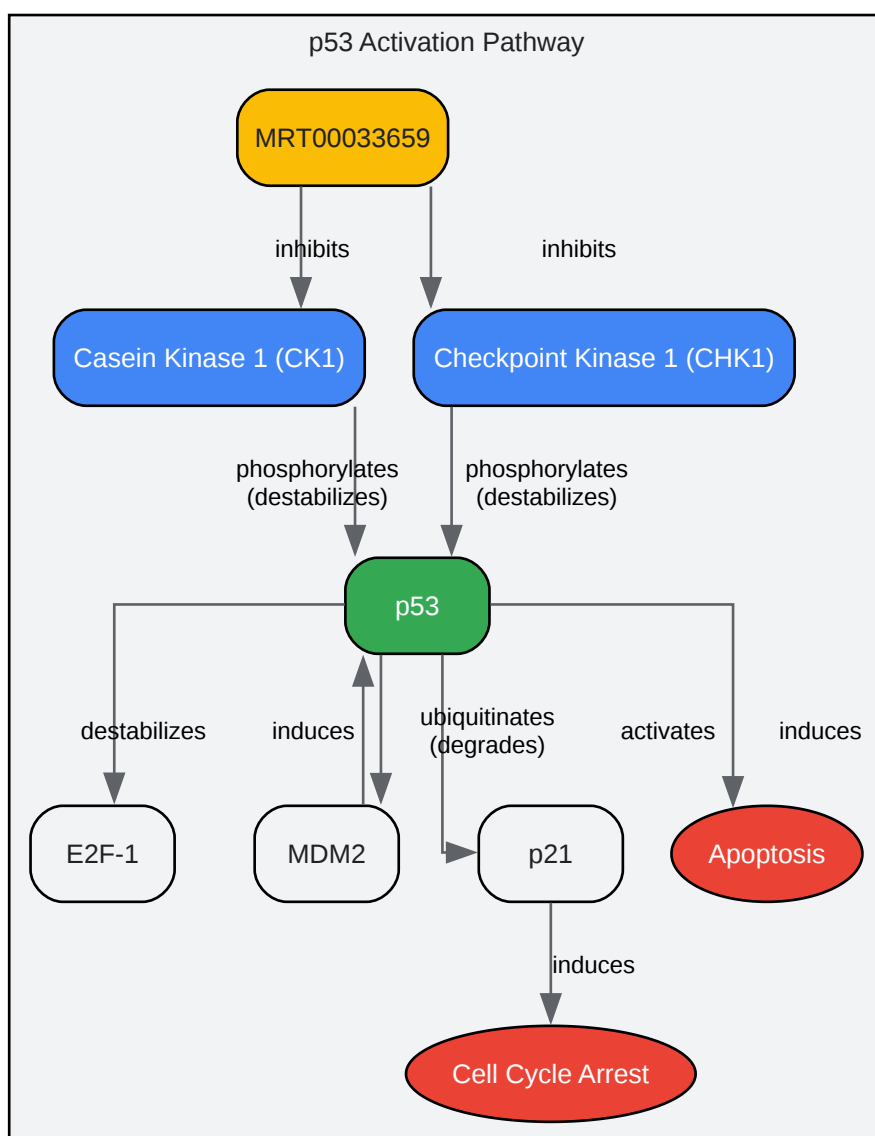 p53 Activation Pathway
MRT00033659
inhibits
inhibits
Casein Kinase 1 (CK1)
Checkpoint Kinase 1 (CHK1)
phosphorylates
(destabilizes)
phosphorylates
(destabilizes)
p53
destabilizes
induces
ubiquitinates
(degrades)
activates
induces
E2F-1
MDM2
p21
Apoptosis
induces
Cell Cycle Arrest